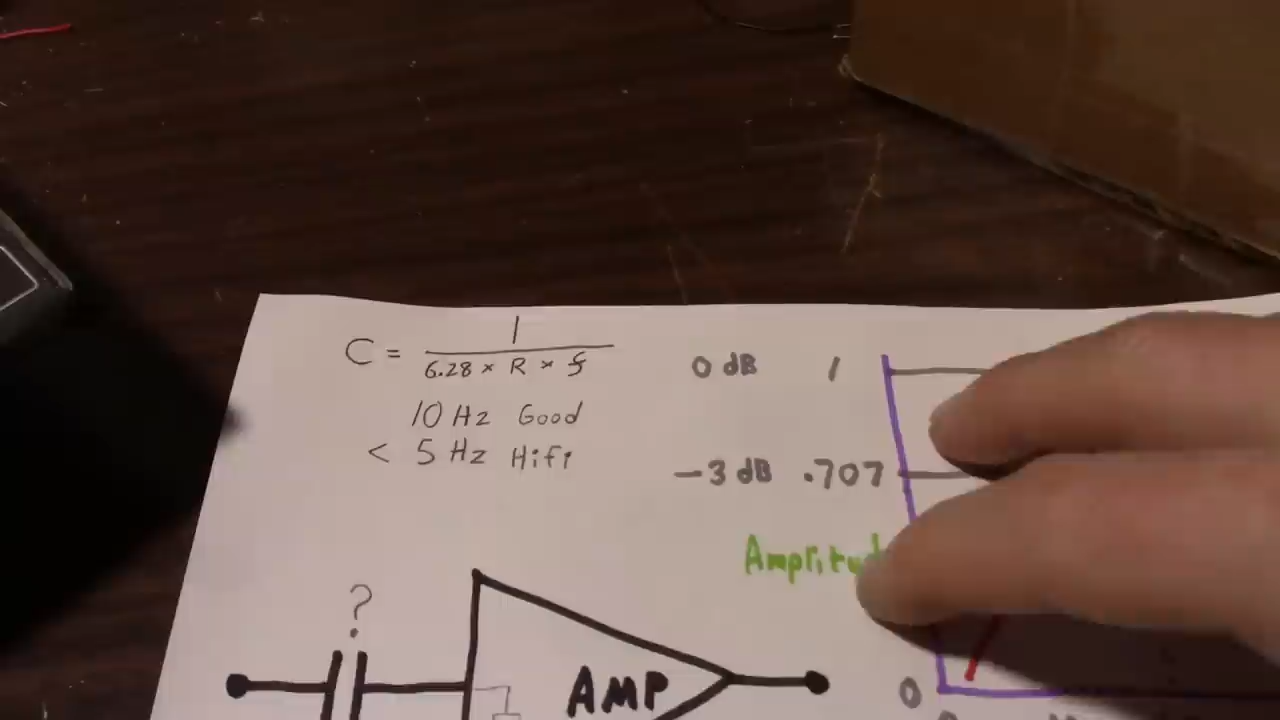 C = 1
6.28 × R × f
10 Hz Good
< 5 Hz Hifi
0 dB 1
-3 dB .707
?
AMP
0